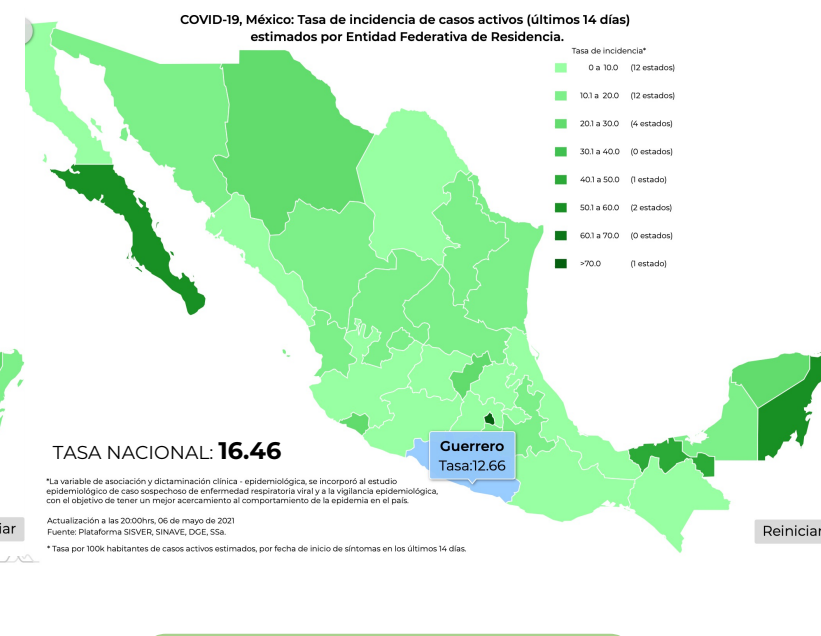 COVID-19, México: Tasa de incidencia de casos activos (últimos 14 días)
estimados por Entidad Federativa de Residencia.
Tasa de incidencia*
0 a 10.0 (12 estados)
10.1 a 20.0 (12 estados)
20.1 a 30.0 (4 estados)
30.1 a 40.0 (0 estados)
40.1 a 50.0 (1 estado)
50.1 a 60.0 (2 estados)
60.1 a 70.0 (0 estados)
>70.0 (1 estado)
Guerrero
Tasa:12.66
TASA NACIONAL: 16.46
*La variable de asociación y dictaminación clínica - epidemiológica, se incorporó al estudio
epidemiológico de caso sospechoso de enfermedad respiratoria viral y a la vigilancia epidemiológica,
con el objetivo de tener un mejor acercamiento al comportamiento de la epidemia en el país.
Actualización a las 20:00hrs, 06 de mayo de 2021
Fuente: Plataforma SISVER, SINAVE, DGE, SSa.
* Tasa por 100k habitantes de casos activos estimados, por fecha de inicio de síntomas en los últimos 14 días.
iar
Reiniciar